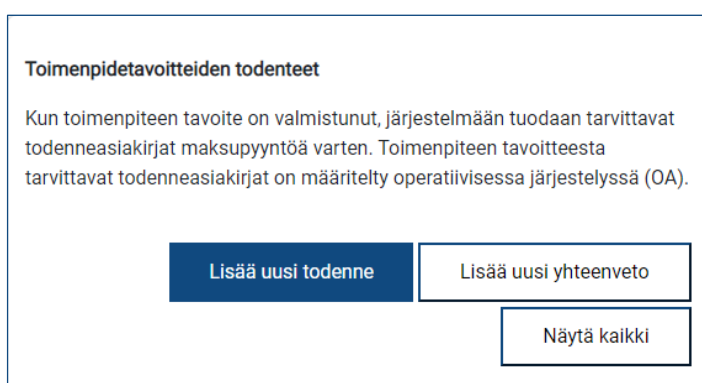 Toimenpidetavoitteiden todenteet
Kun toimenpiteen tavoite on valmistunut, järjestelmään tuodaan tarvittavat
todenneasiakirjat maksupyyntöä varten. Toimenpiteen tavoitteesta
tarvittavat todenneasiakirjat on määritelty operatiivisessa järjestelyssä (OA).
Lisää uusi todenne
Lisää uusi yhteenveto
Näytä kaikki